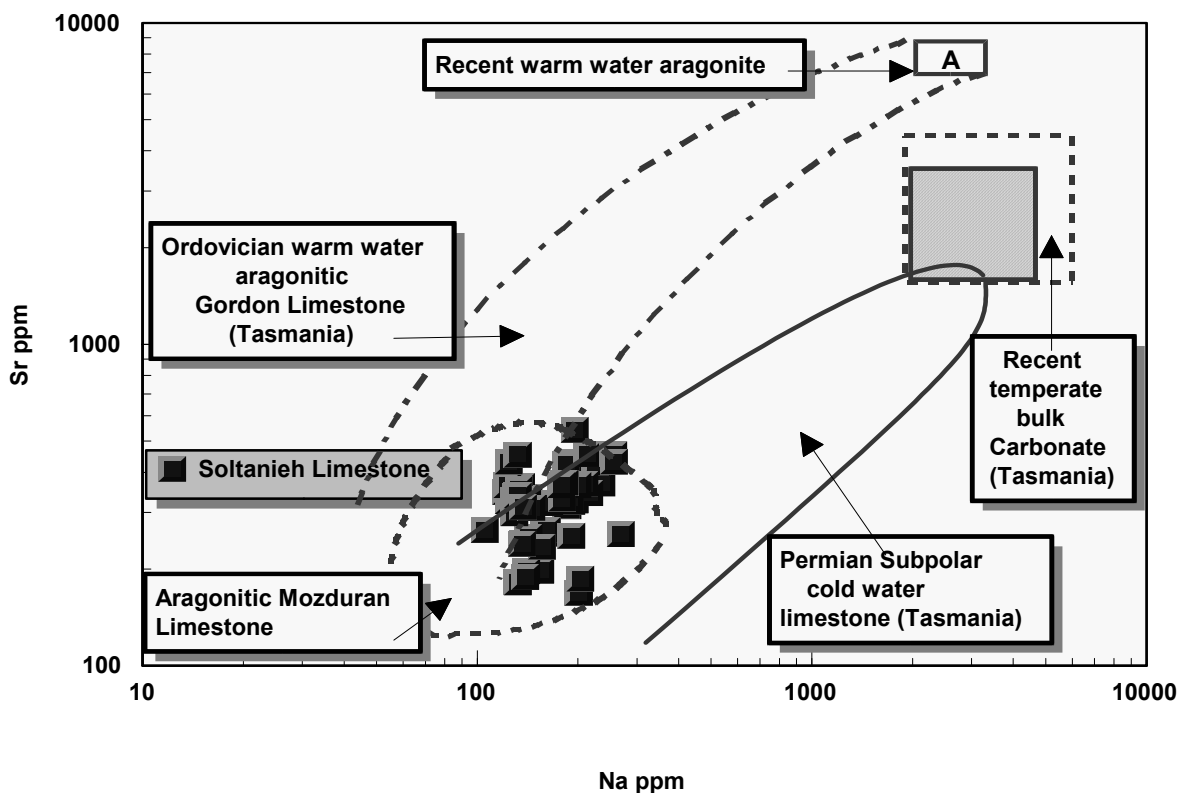 10000
Recent warm water aragonite
A
Ordovician warm water
aragonitic
Gordon Limestone
(Tasmania)
Sr ppm
1000
Recent
temperate
bulk
Carbonate
(Tasmania)
Soltanieh Limestone
Aragonitic Mozduran
Limestone
Permian Subpolar
cold water
limestone (Tasmania)
100
10
100
1000
10000
Na ppm